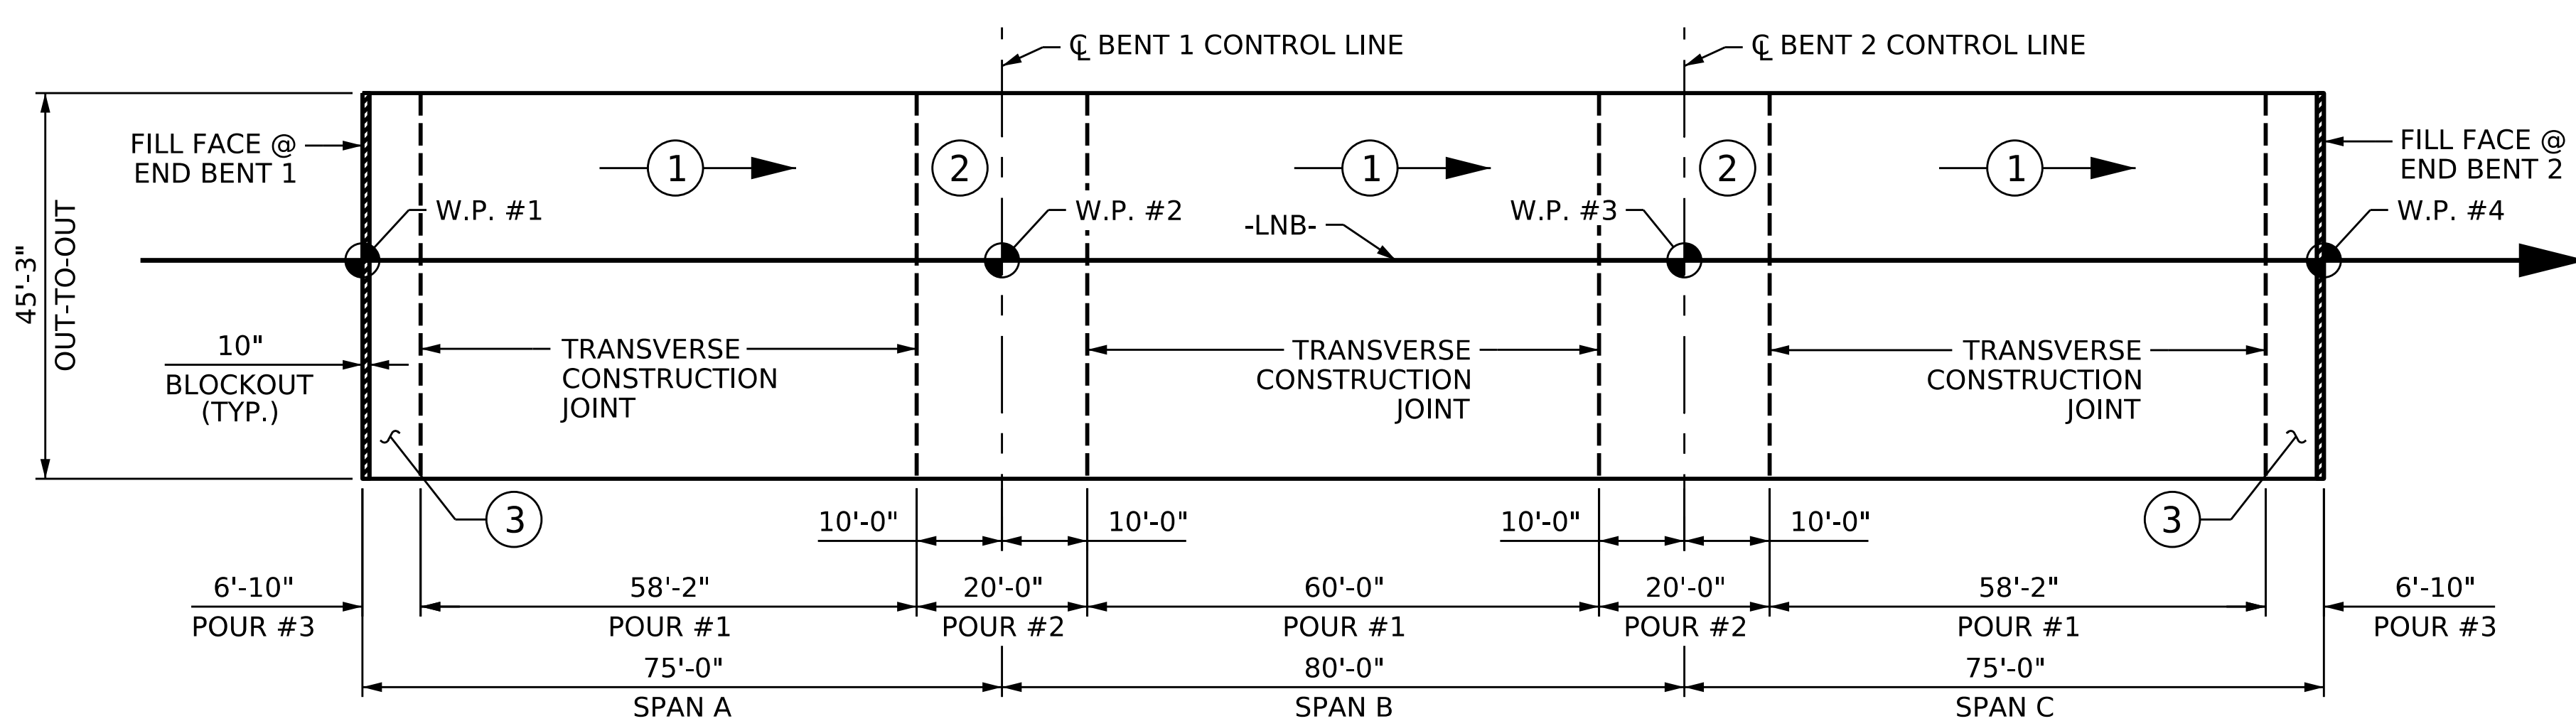 ℄ BENT 1 CONTROL LINE
℄ BENT 2 CONTROL LINE
FILL FACE @
END BENT 1
1
2
1
2
1
FILL FACE @
END BENT 2
W.P. #1
W.P. #2
-LNB-
W.P. #3
W.P. #4
45'-3"
OUT-TO-OUT
10"
BLOCKOUT
(TYP.)
TRANSVERSE
CONSTRUCTION
JOINT
TRANSVERSE
CONSTRUCTION
JOINT
TRANSVERSE
CONSTRUCTION
JOINT
3
3
10'-0"
10'-0"
10'-0"
10'-0"
6'-10"
POUR #3
58'-2"
POUR #1
20'-0"
POUR #2
60'-0"
POUR #1
20'-0"
POUR #2
58'-2"
POUR #1
6'-10"
POUR #3
75'-0"
SPAN A
80'-0"
SPAN B
75'-0"
SPAN C